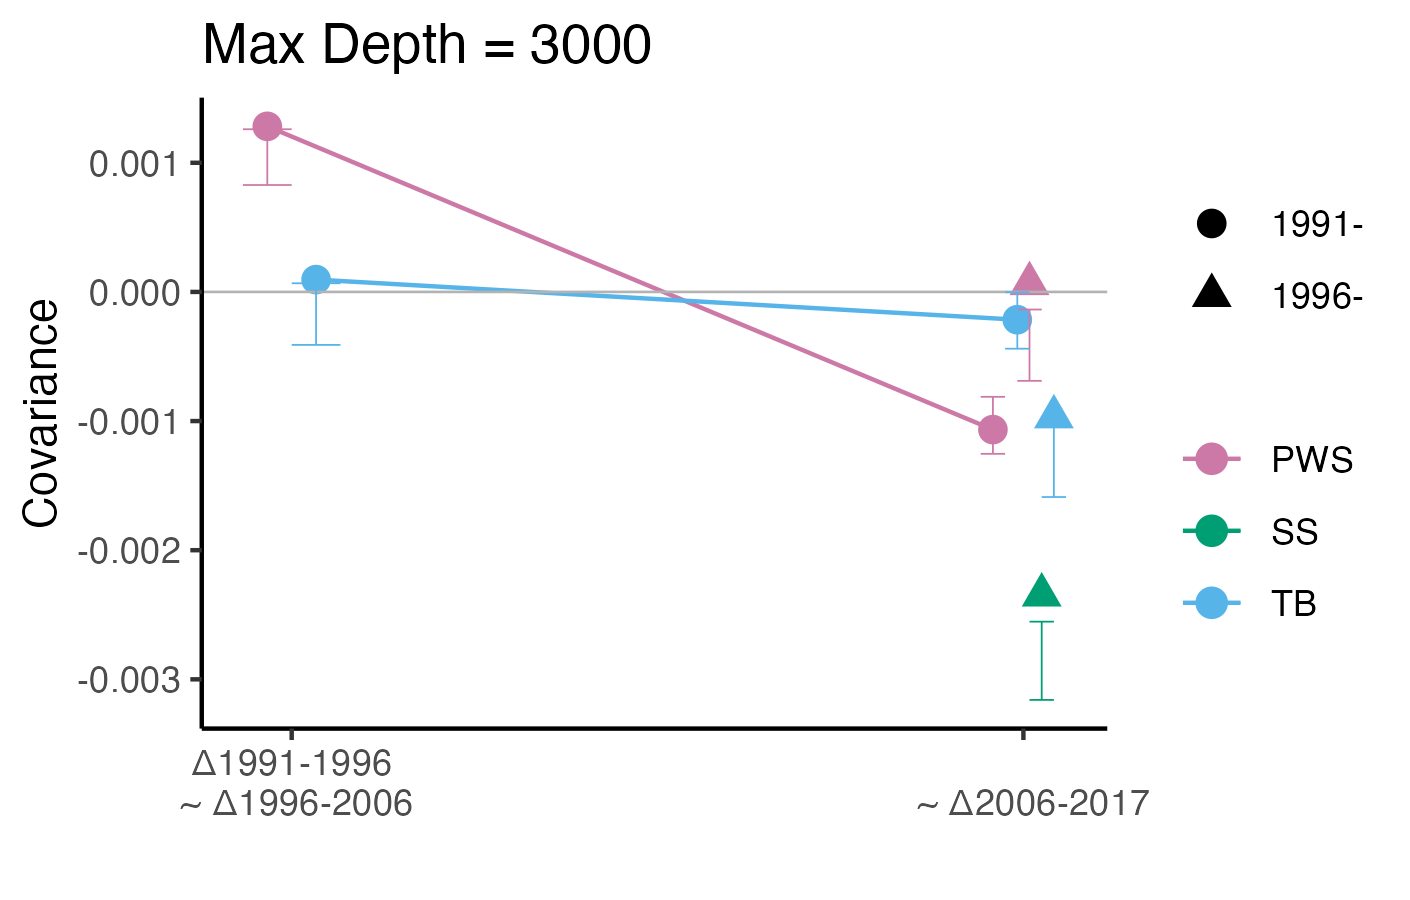 Max Depth = 3000
Covariance
0.001
0.000
-0.001
-0.002
-0.003
Δ1991-1996
~ Δ1996-2006
~ Δ2006-2017
1991-
1996-
PWS
SS
TB